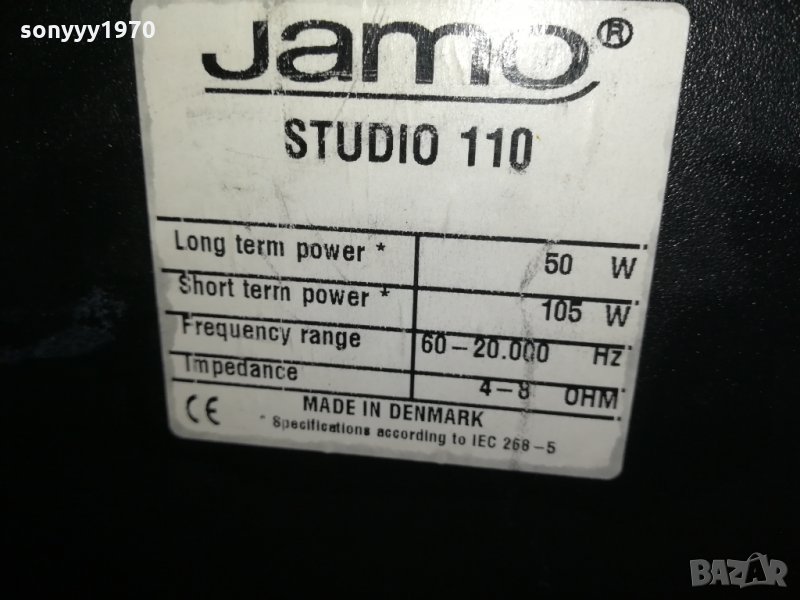 sonyyy1970
Jamo®
STUDIO 110
Long term power * 50 W
Short term power * 105 W
Frequency range 60-20.000 Hz
Impedance 4-8 OHM
CE MADE IN DENMARK
* Specifications according to IEC 268-5
BAZAR